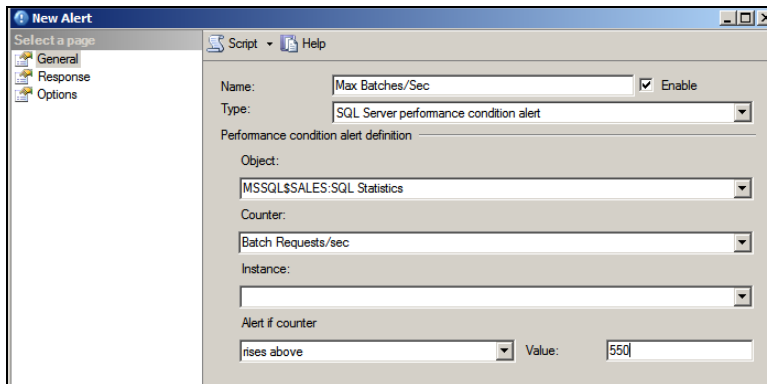 New Alert
Select a page
General
Response
Options
Script Help
Name: Max Batches/Sec Enable
Type: SQL Server performance condition alert
Performance condition alert definition
Object:
MSSQL$SALES:SQL Statistics
Counter:
Batch Requests/sec
Instance:
Alert if counter
rises above Value: 550